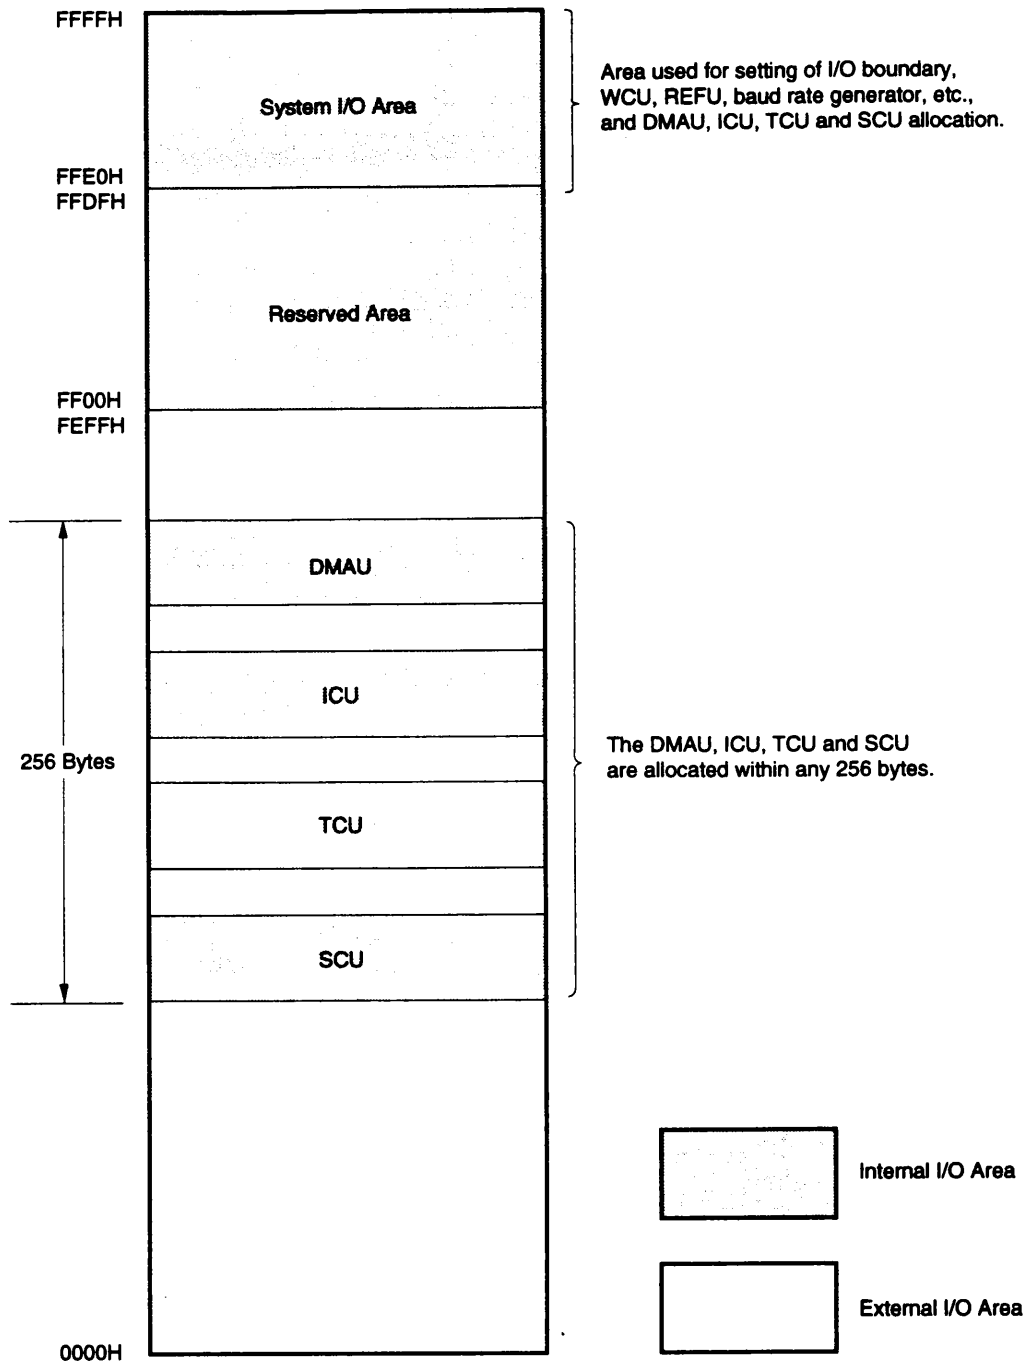 FFFFH
System I/O Area
Area used for setting of I/O boundary,
WCU, REFU, baud rate generator, etc.,
and DMAU, ICU, TCU and SCU allocation.
FFE0H
FFDFH
Reserved Area
FF00H
FEFFH
DMAU
ICU
256 Bytes
The DMAU, ICU, TCU and SCU
are allocated within any 256 bytes.
TCU
SCU
Internal I/O Area
External I/O Area
0000H